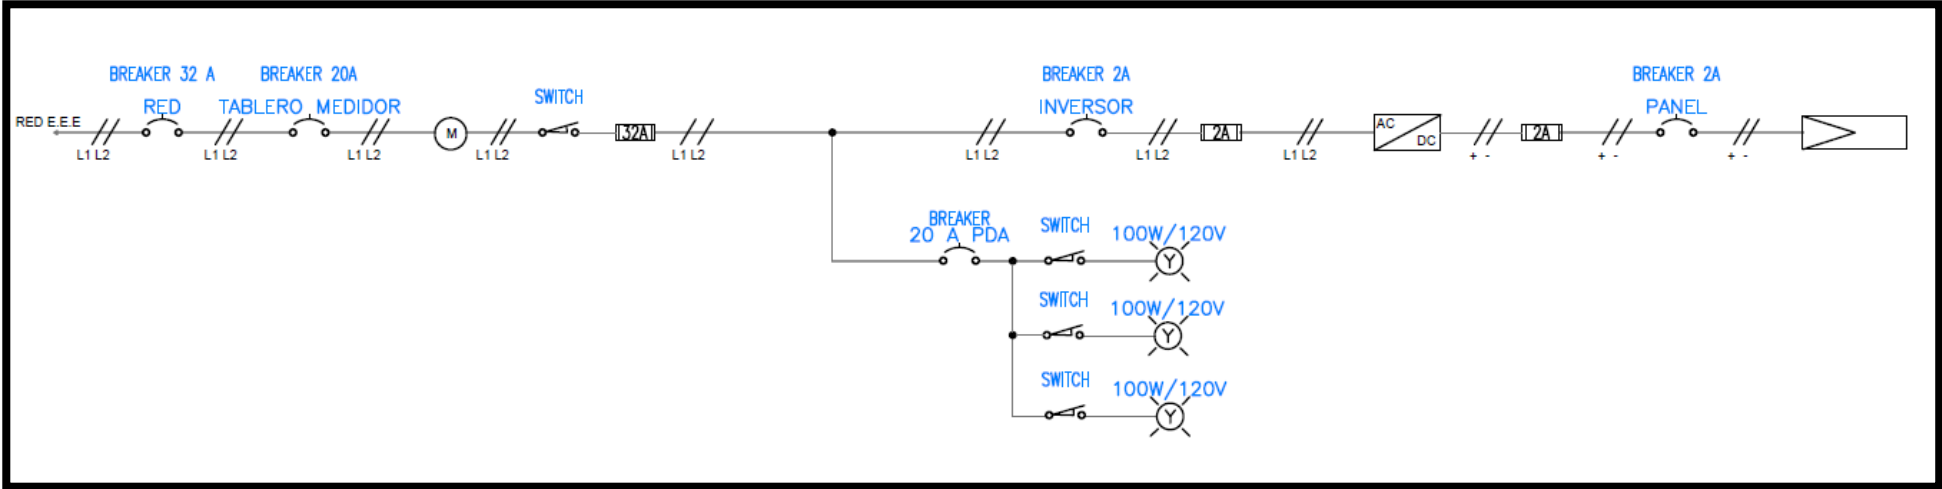 BREAKER 32 A
RED
BREAKER 20A
TABLERO MEDIDOR
SWITCH
BREAKER 2A
INVERSOR
BREAKER 2A
PANEL
RED E.E.E
M
32A
2A
AC
DC
2A
L1 L2
L1 L2
L1 L2
L1 L2
L1 L2
L1 L2
L1 L2
L1 L2
+ -
+ -
+ -
BREAKER
20 A PDA
SWITCH
100W/120V
Y
SWITCH
100W/120V
Y
SWITCH
100W/120V
Y